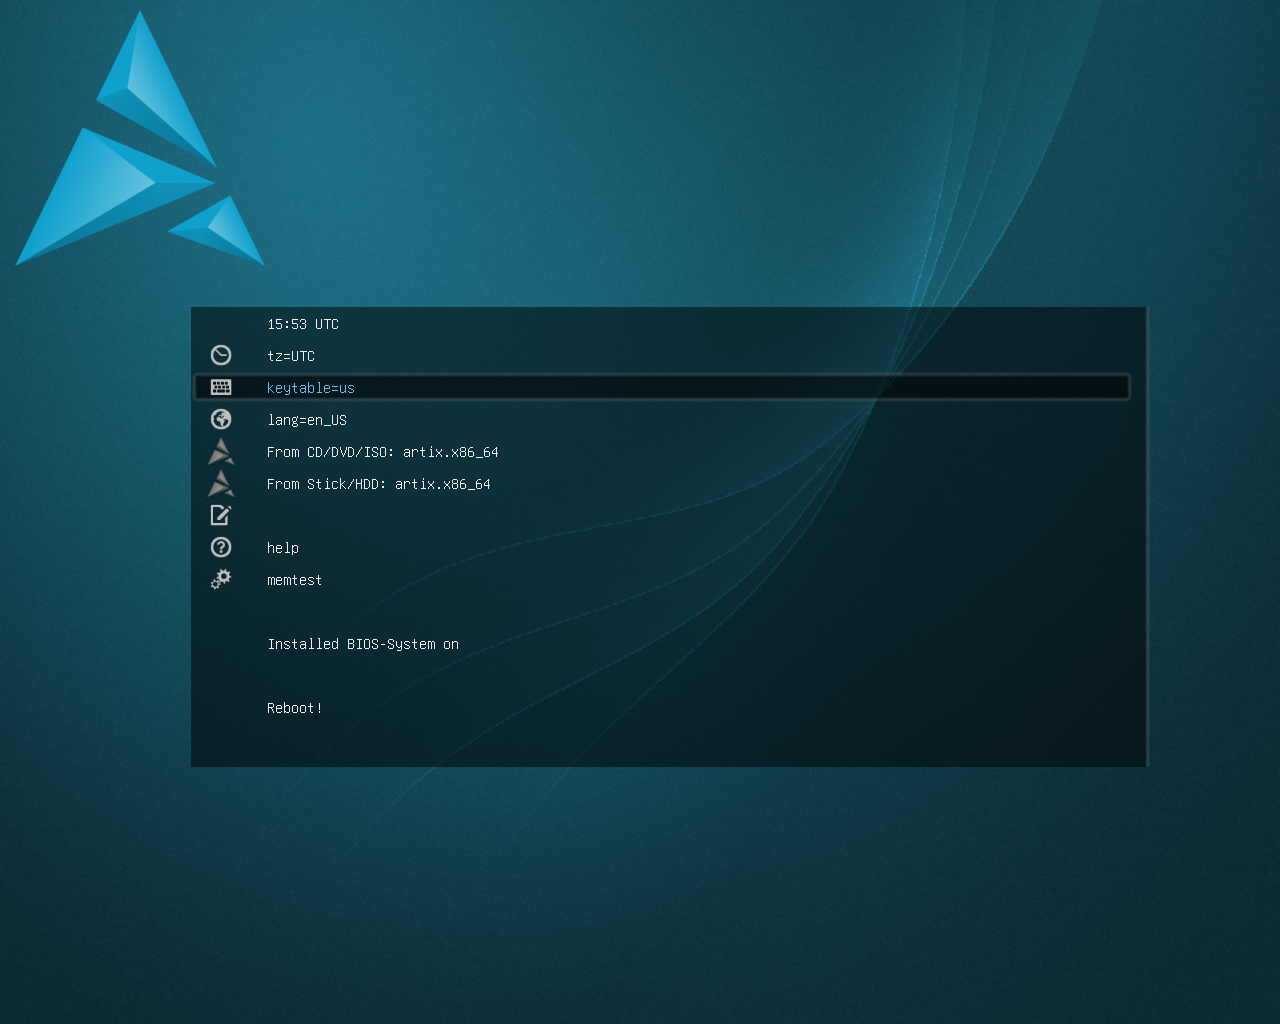 15:53 UTC
tz=UTC
keytable=us
lang=en_US
From CD/DVD/ISO: artix.x86_64
From Stick/HDD: artix.x86_64
help
memtest
Installed BIOS-System on
Reboot!